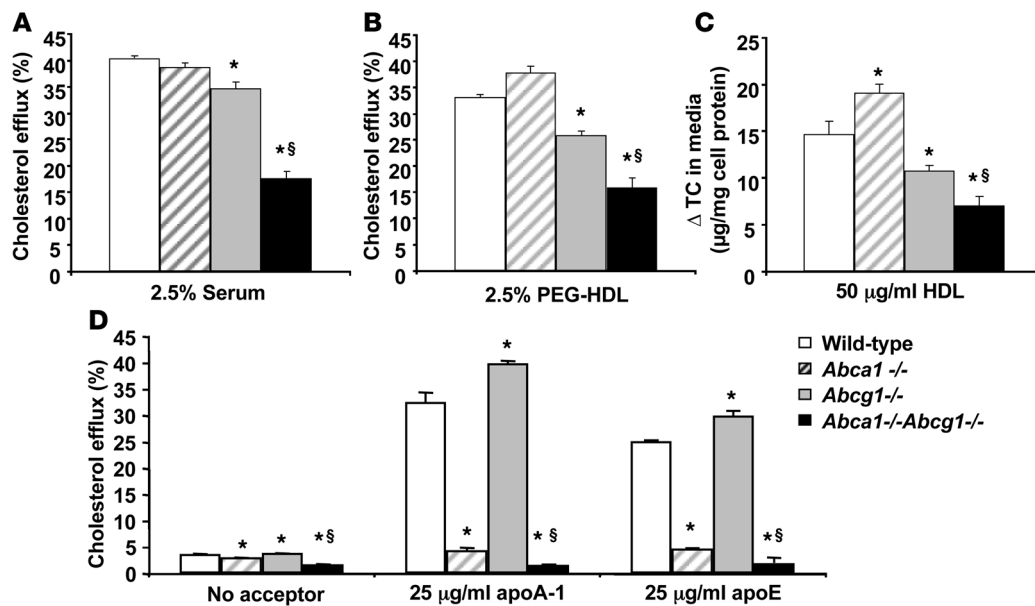 A
Cholesterol efflux (%)
45
40
35
30
25
20
15
10
5
0
*
*§
2.5% Serum
B
Cholesterol efflux (%)
45
40
35
30
25
20
15
10
5
0
*
*§
2.5% PEG-HDL
C
Δ TC in media
(μg/mg cell protein)
25
20
15
10
5
0
*
*
*§
50 μg/ml HDL
D
Cholesterol efflux (%)
45
40
35
30
25
20
15
10
5
0
* * *§
* * *§
* * *§
No acceptor 25 μg/ml apoA-1 25 μg/ml apoE
Wild-type
Abca1 -/-
Abcg1-/-
Abca1-/-Abcg1-/-